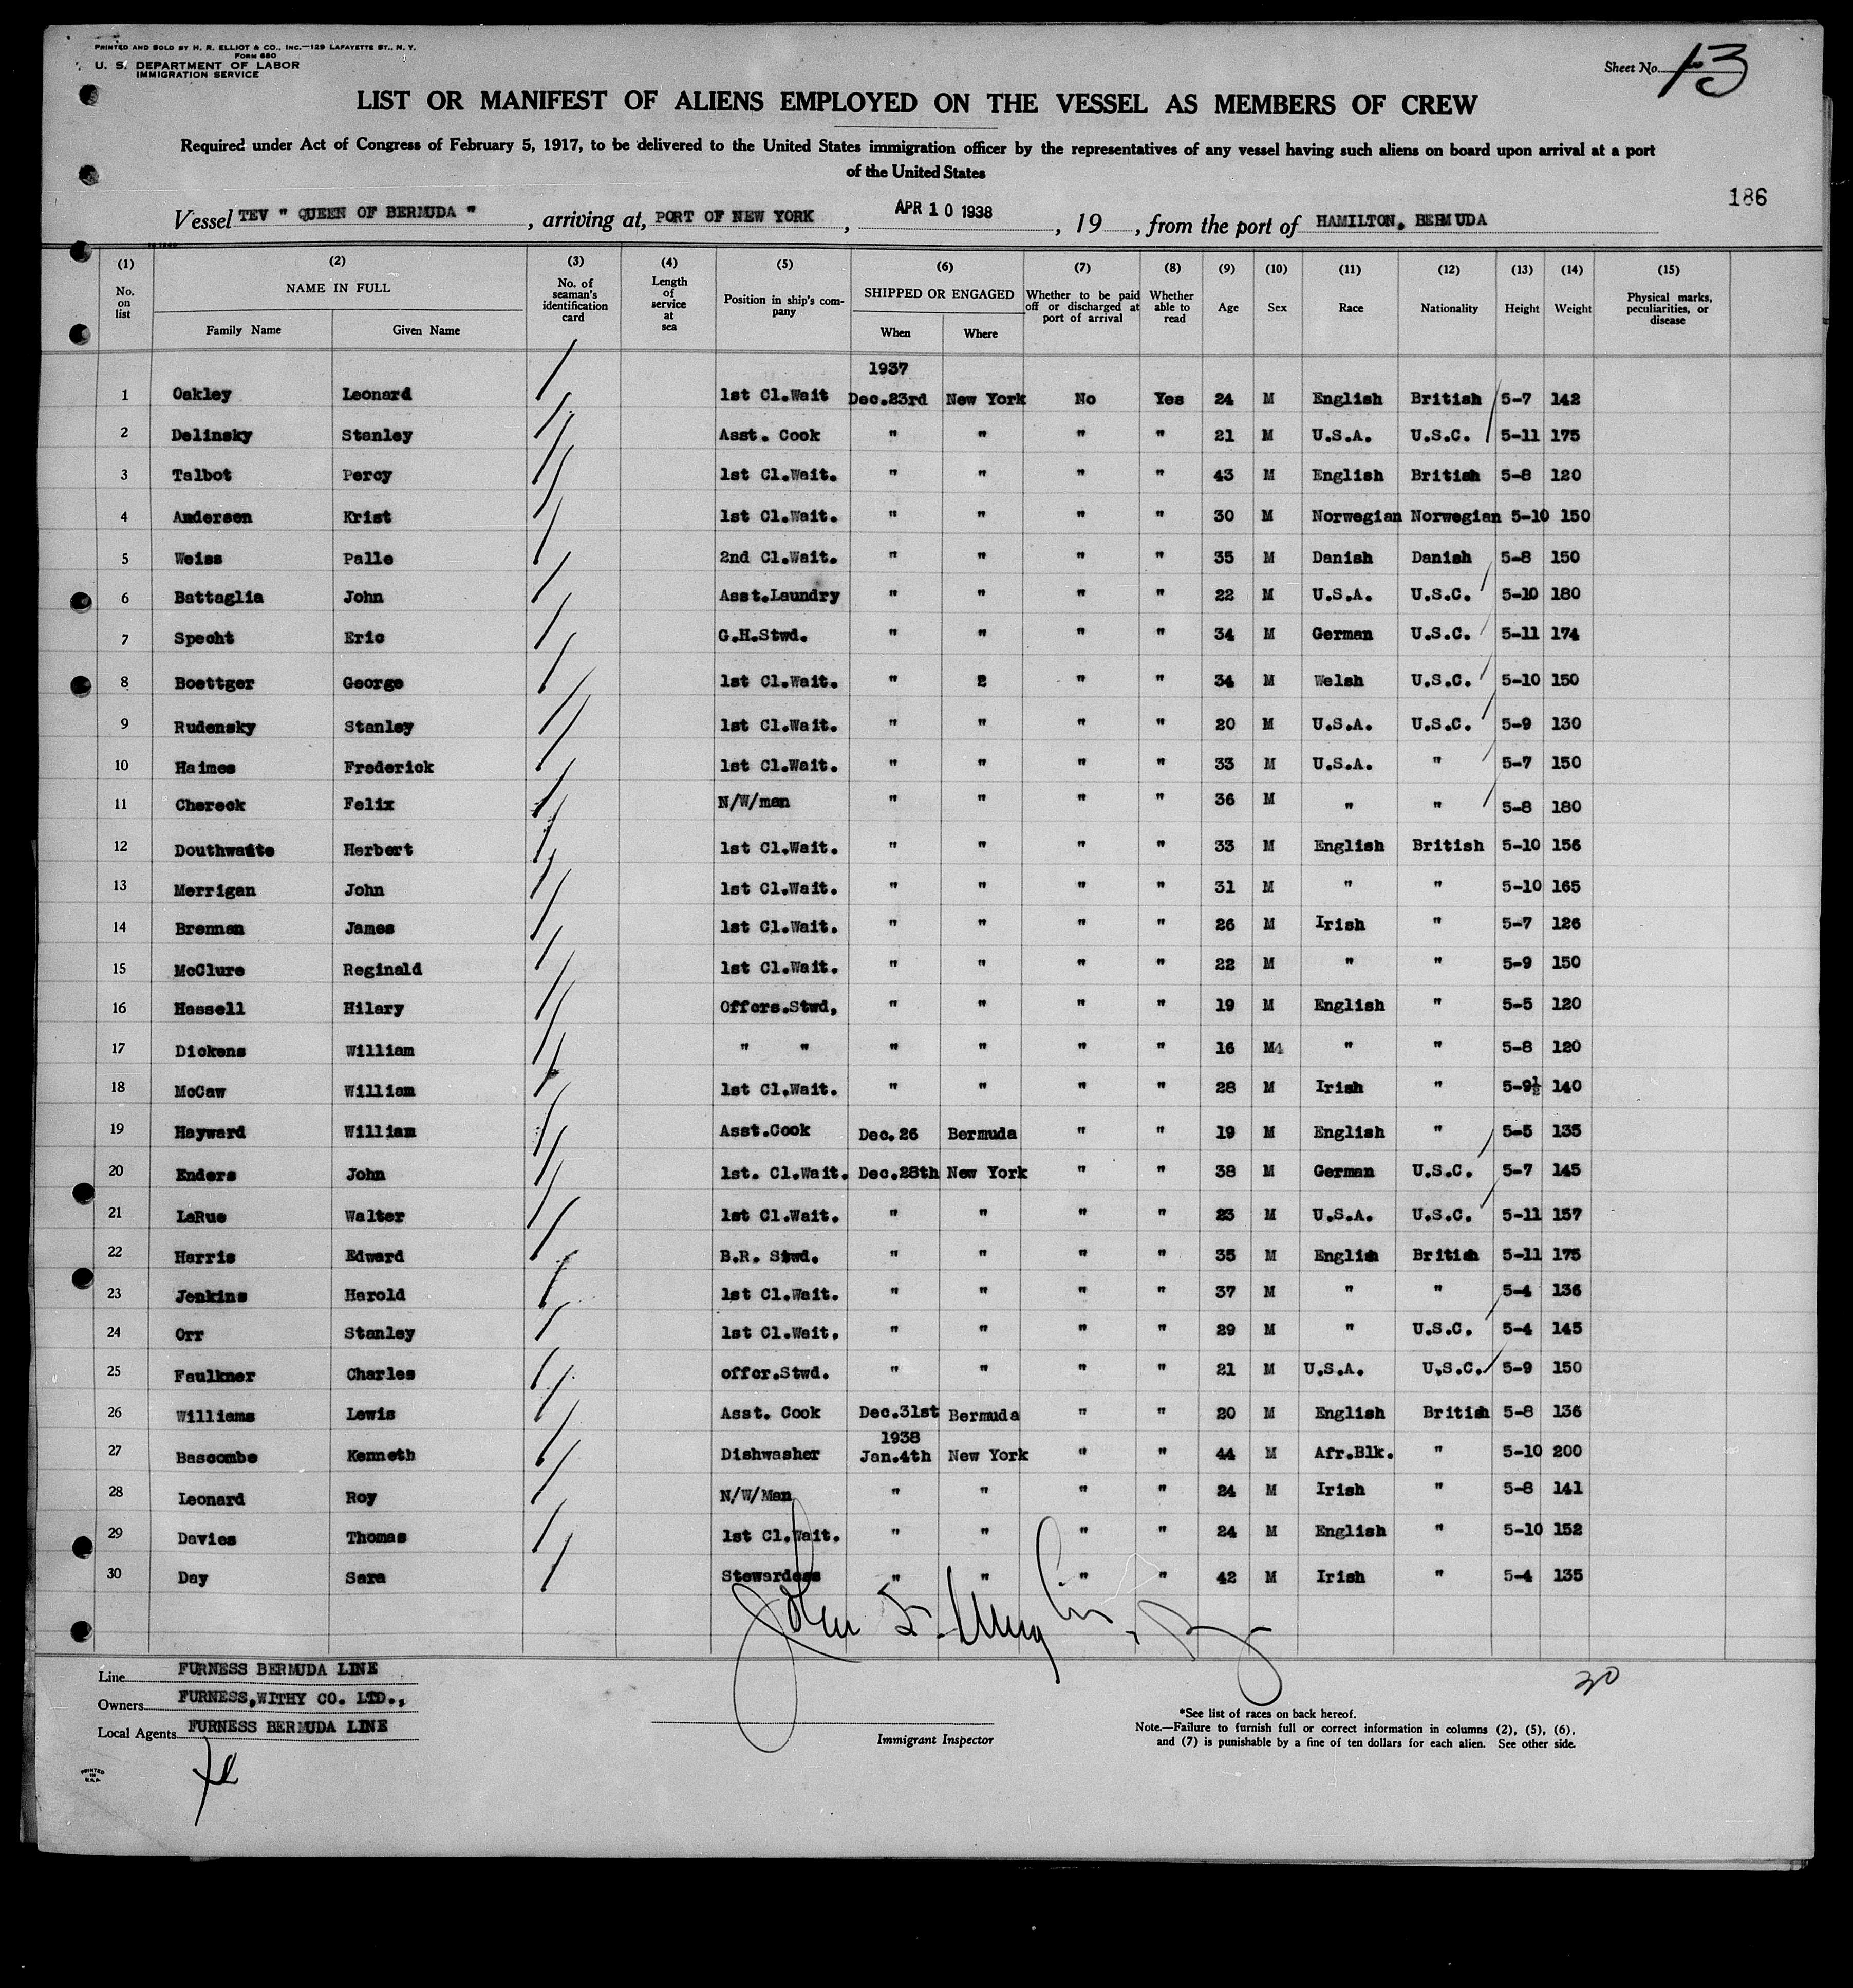 PRINTED AND SOLD BY H. R. ELLIOT & CO., INC.—129 LAFAYETTE ST., N. Y.
FORM 680
U. S. DEPARTMENT OF LABOR
IMMIGRATION SERVICE
Sheet No. 13
LIST OR MANIFEST OF ALIENS EMPLOYED ON THE VESSEL AS MEMBERS OF CREW
Required under Act of Congress of February 5, 1917, to be delivered to the United States immigration officer by the representatives of any vessel having such aliens on board upon arrival at a port
of the United States
186
Vessel TEV " QUEEN OF BERMUDA " , arriving at, PORT OF NEW YORK , APR 10 1938 , 19 , from the port of HAMILTON, BERMUDA
(1) (2) (3) (4) (5) (6) (7) (8) (9) (10) (11) (12) (13) (14) (15)
No. on list NAME IN FULL Family Name Given Name No. of seaman's identification card Length of service at sea Position in ship's company SHIPPED OR ENGAGED When Where Whether to be paid off or discharged at port of arrival Whether able to read Age Sex Race Nationality Height Weight Physical marks, peculiarities, or disease
1937
1 Oakley Leonard 1st Cl.Wait Dec.23rd New York No Yes 24 M English British 5-7 142
2 Delinsky Stanley Asst. Cook " " " " 21 M U.S.A. U.S.C. 5-11 175
3 Talbot Percy 1st Cl.Wait. " " " " 43 M English British 5-8 120
4 Andersen Krist 1st Cl.Wait. " " " " 30 M Norwegian Norwegian 5-10 150
5 Weiss Palle 2nd Cl.Wait. " " " " 35 M Danish Danish 5-8 150
6 Battaglia John Asst.Laundry " " " " 22 M U.S.A. U.S.C. 5-10 180
7 Specht Eric G.H.Stwd. " " " " 34 M German U.S.C. 5-11 174
8 Boettger George 1st Cl.Wait. " 2 " " 34 M Welsh U.S.C. 5-10 150
9 Rudensky Stanley 1st Cl.Wait. " " " " 20 M U.S.A. U.S.C. 5-9 130
10 Haimes Frederick 1st Cl.Wait. " " " " 33 M U.S.A. " 5-7 150
11 Chereck Felix N/W/man " " " " 36 M " " 5-8 180
12 Douthwaite Herbert 1st Cl.Wait. " " " " 33 M English British 5-10 156
13 Merrigan John 1st Cl.Wait. " " " " 31 M " " 5-10 165
14 Brennan James 1st Cl.Wait. " " " " 26 M Irish " 5-7 126
15 McClure Reginald 1st Cl.Wait. " " " " 22 M " " 5-9 150
16 Hassell Hilary Offcrs.Stwd, " " " " 19 M English " 5-5 120
17 Dickens William " " " " " " 16 M " " 5-8 120
18 McCaw William 1st Cl.Wait. " " " " 28 M Irish " 5-9½ 140
19 Hayward William Asst.Cook Dec.26 Bermuda " " 19 M English " 5-5 135
20 Enders John 1st. Cl.Wait. Dec.28th New York " " 38 M German U.S.C. 5-7 145
21 LaRue Walter 1st Cl.Wait. " " " " 23 M U.S.A. U.S.C. 5-11 157
22 Harris Edward B.R. Stwd. " " " " 35 M English British 5-11 175
23 Jenkins Harold 1st Cl.Wait. " " " " 37 M " " 5-4 136
24 Orr Stanley 1st Cl.Wait. " " " " 29 M " U.S.C. 5-4 145
25 Faulkner Charles offcr.Stwd. " " " " 21 M U.S.A. U.S.C. 5-9 150
26 Williams Lewis Asst. Cook Dec.31st Bermuda " " 20 M English British 5-8 136
1938
27 Bascombe Kenneth Dishwasher Jan.4th New York " " 44 M Afr.Blk. " 5-10 200
28 Leonard Roy N/W/Man " " " " 24 M Irish " 5-8 141
29 Davies Thomas 1st Cl.Wait. " " " " 24 M English " 5-10 152
30 Day Sara Stewardess " " " " 42 M Irish " 5-4 135
Line FURNESS BERMUDA LINE
Owners FURNESS,WITHY CO. LTD.,
Local Agents FURNESS BERMUDA LINE
30
Immigrant Inspector
*See list of races on back hereof.
Note.—Failure to furnish full or correct information in columns (2), (5), (6),
and (7) is punishable by a fine of ten dollars for each alien. See other side.
PRINTED IN U.S.A.